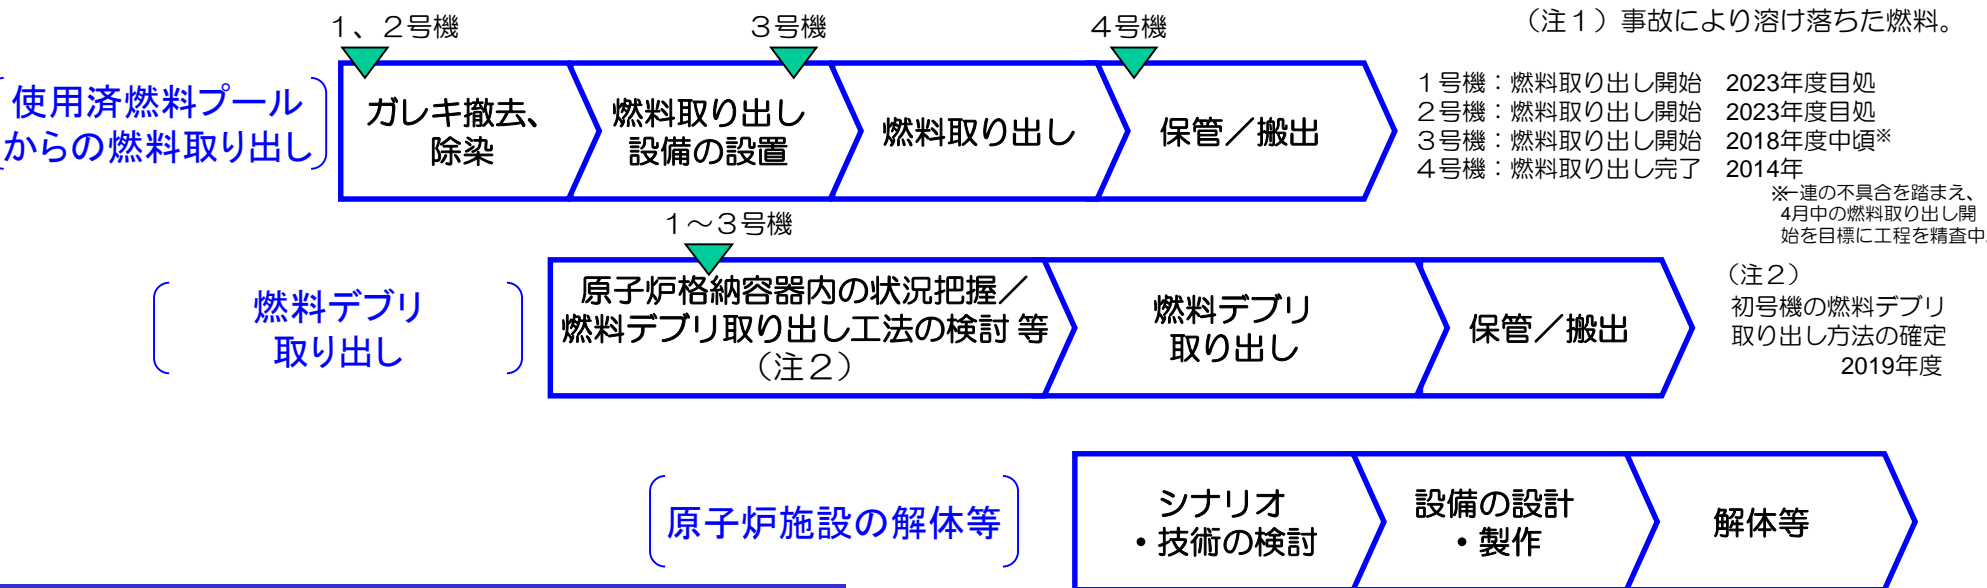 （注１）事故により溶け落ちた燃料。
１、２号機
３号機
４号機
使用済燃料プール
からの燃料取り出し
ガレキ撤去、
除染
燃料取り出し
設備の設置
燃料取り出し
保管／搬出
１号機：燃料取り出し開始　2023年度目処
２号機：燃料取り出し開始　2023年度目処
３号機：燃料取り出し開始　2018年度中頃※
４号機：燃料取り出し完了　2014年
※一連の不具合を踏まえ、
4月中の燃料取り出し開
始を目標に工程を精査中。
１～３号機
燃料デブリ
取り出し
原子炉格納容器内の状況把握／
燃料デブリ取り出し工法の検討 等
（注２）
燃料デブリ
取り出し
保管／搬出
（注２）
初号機の燃料デブリ
取り出し方法の確定
2019年度
原子炉施設の解体等
シナリオ
・技術の検討
設備の設計
・製作
解体等